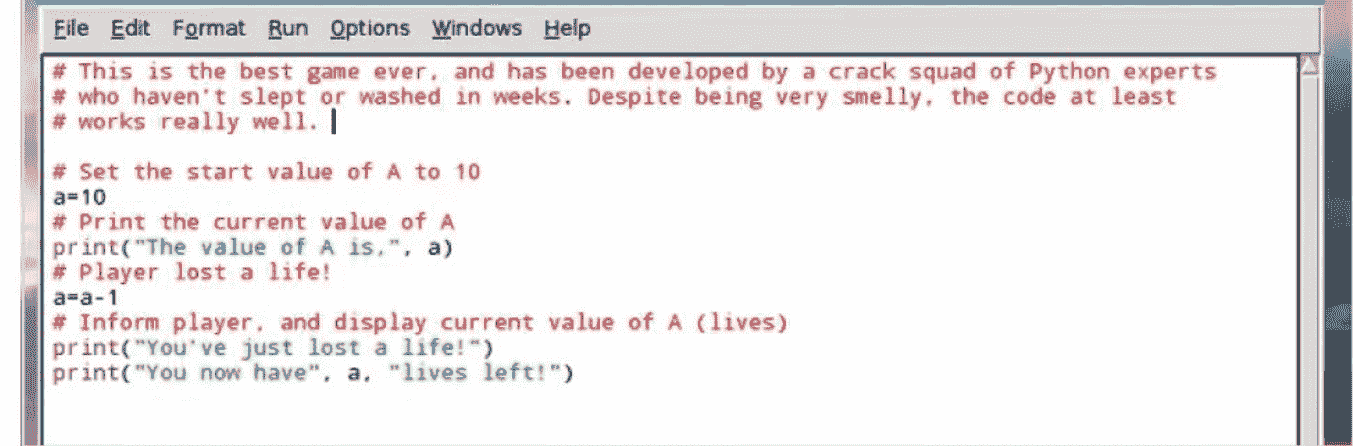 File Edit Format Run Options Windows Help
# This is the best game ever, and has been developed by a crack squad of Python experts
# who haven't slept or washed in weeks. Despite being very smelly, the code at least
# works really well.
# Set the start value of A to 10
a=10
# Print the current value of A
print("The value of A is,", a)
# Player lost a life!
a=a-1
# Inform player, and display current value of A (lives)
print("You've just lost a life!")
print("You now have", a, "lives left!")